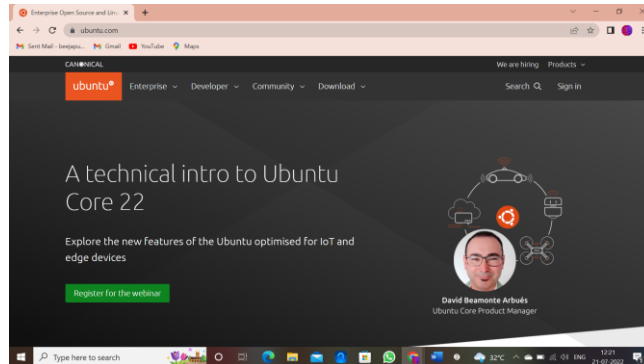 Enterprise Open Source and Lin
ubuntu.com
Sent Mail - beejapu... Gmail YouTube Maps
CANONICAL
We are hiring Products
ubuntu Enterprise Developer Community Download Search Sign in
A technical intro to Ubuntu
Core 22
Explore the new features of the Ubuntu optimised for IoT and
edge devices
Register for the webinar
David Beamonte Arbués
Ubuntu Core Product Manager
Type here to search
32°C ENG
12:21
21-07-2022